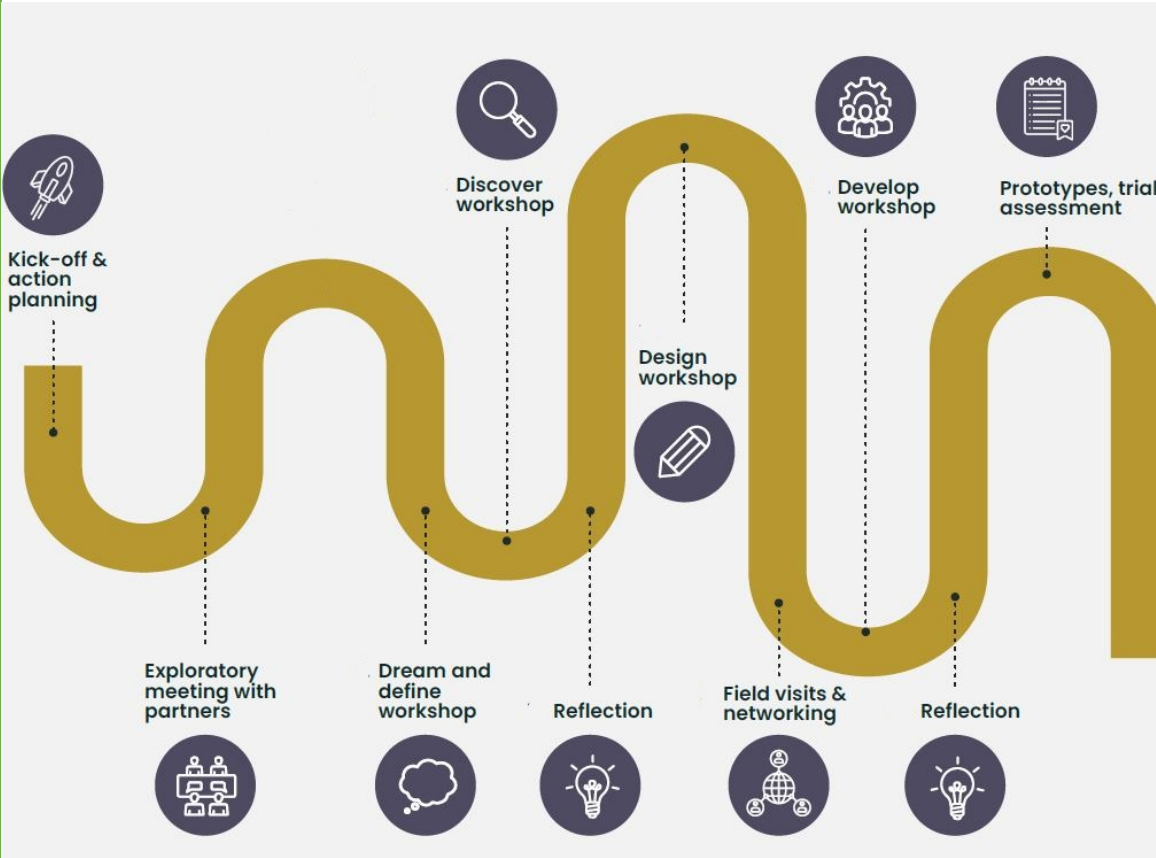 Kick-off &
action
planning
Exploratory
meeting with
partners
Dream and
define
workshop
Discover
workshop
Reflection
Design
workshop
Field visits &
networking
Develop
workshop
Reflection
Prototypes, trial
assessment